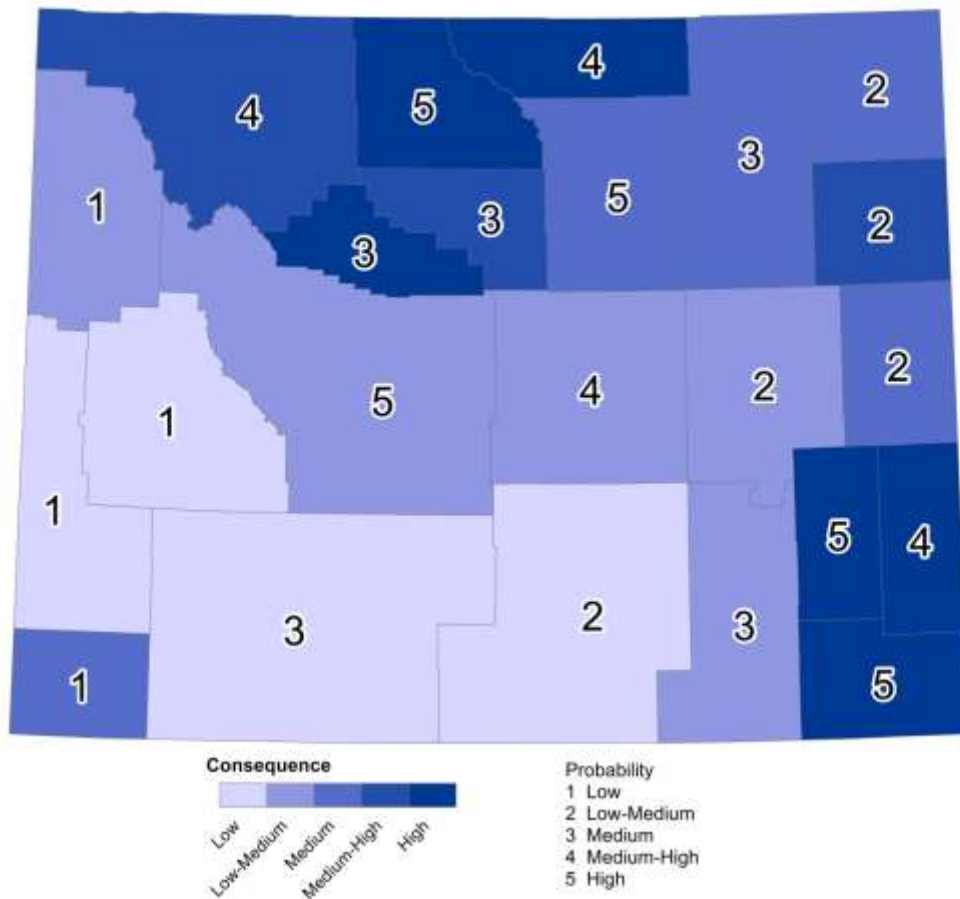 4
5
4
2
3
1
5
3
2
3
1
5
4
2
2
1
5
4
3
2
3
1
5
Consequence
Low
Low-Medium
Medium
Medium-High
High
Probability
1 Low
2 Low-Medium
3 Medium
4 Medium-High
5 High